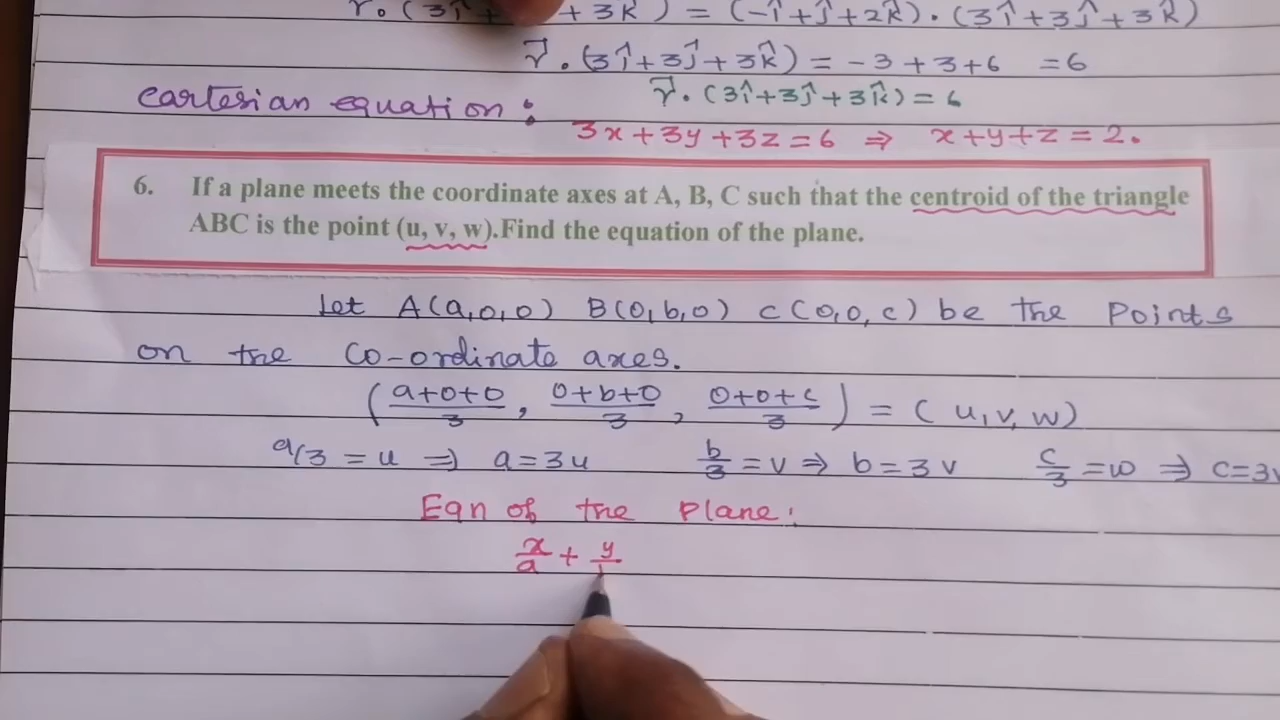 r.(3î + + 3k) = (-î+ĵ+2k̂).(3î+3ĵ+3k̂)
r⃗.(3î+3ĵ+3k̂) = -3+3+6 =6
cartesian equation: r⃗.(3î+3ĵ+3k̂)=6
3x+3y+3z=6 ⇒ x+y+z=2.
6. If a plane meets the coordinate axes at A, B, C such that the centroid of the triangle
ABC is the point (u, v, w).Find the equation of the plane.
Let A(a,0,0) B(0,b,0) C(0,0,c) be the Points
on the Co-ordinate axes.
(a+0+0/3, 0+b+0/3, 0+0+c/3) = (u,v,w)
a/3=u ⇒ a=3u b/3=v ⇒ b=3v c/3=w ⇒ c=3
Eqn of the Plane:
x/a + y/